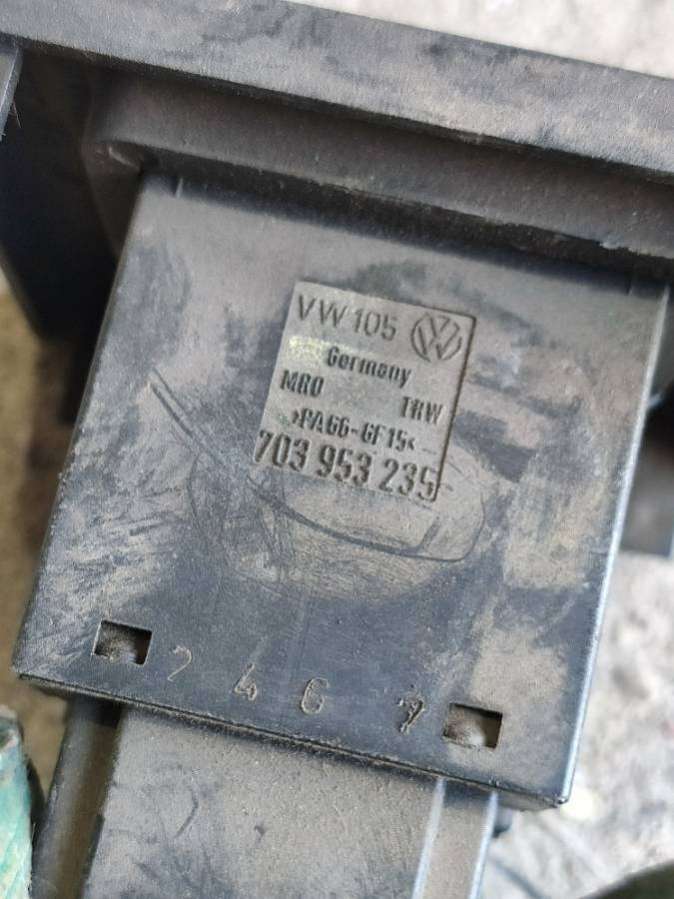 VW 105
Germany
MRO TRW
>PA66-GF15<
703 953 235
2 4 6 7